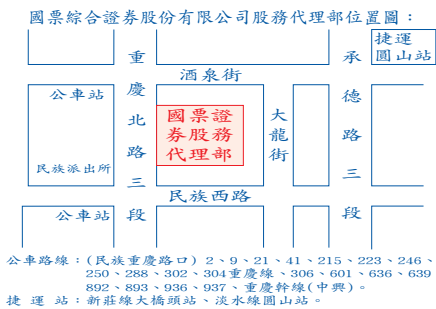 國票綜合證券股份有限公司股務代理部位置圖：
捷運
圓山站
重慶北路三段
酒泉街
承德路三段
公車站
國票證
券股務
代理部
大龍街
民族派出所
民族西路
公車站
公車站
公車路線：(民族重慶路口) 2、9、21、41、215、223、246、
250、288、302、304重慶線、306、601、636、639
892、893、936、937、重慶幹線(中興)。
捷 運 站：新莊線大橋頭站、淡水線圓山站。